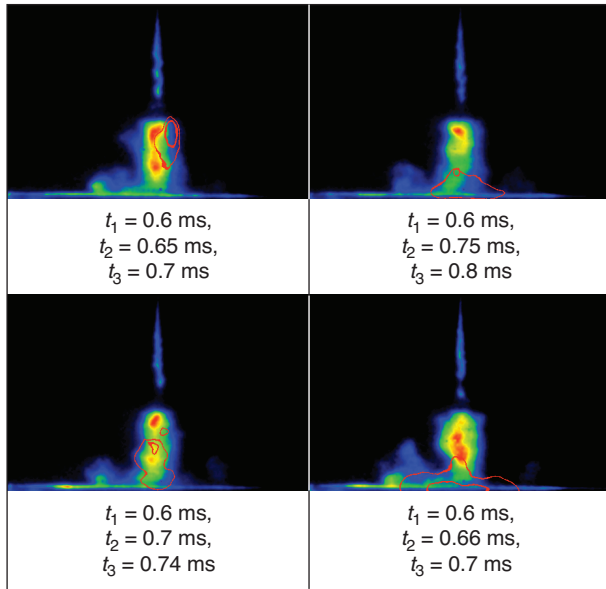 t₁ = 0.6 ms,
t₂ = 0.65 ms,
t₃ = 0.7 ms
t₁ = 0.6 ms,
t₂ = 0.75 ms,
t₃ = 0.8 ms
t₁ = 0.6 ms,
t₂ = 0.7 ms,
t₃ = 0.74 ms
t₁ = 0.6 ms,
t₂ = 0.66 ms,
t₃ = 0.7 ms